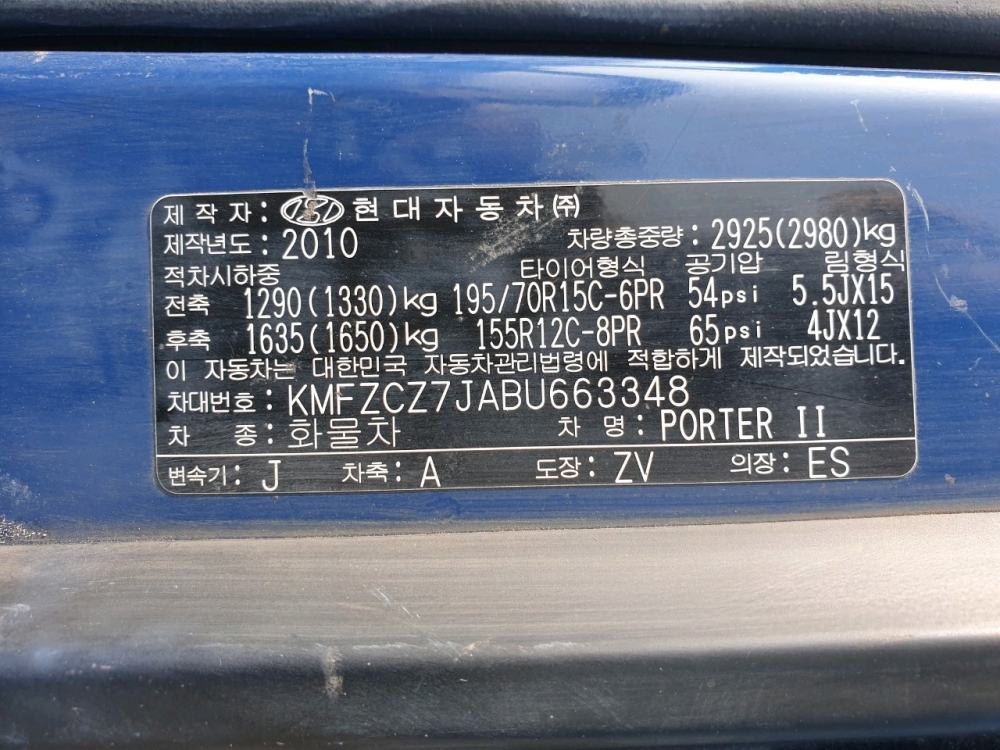 제 작 자 : 현 대 자 동 차 ㈜
제작년도 : 2010 차량총중량 : 2925(2980)kg
적차시하중 타이어형식 공기압 림형식
전축 1290(1330)kg 195/70R15C-6PR 54psi 5.5JX15
후축 1635(1650)kg 155R12C-8PR 65psi 4JX12
이 자동차는 대한민국 자동차관리법령에 적합하게 제작되었습니다.
차대번호 : KMFZCZ7JABU663348
차 종 : 화물차 차 명 : PORTER II
변속기 : J 차축 : A 도장 : ZV 의장 : ES